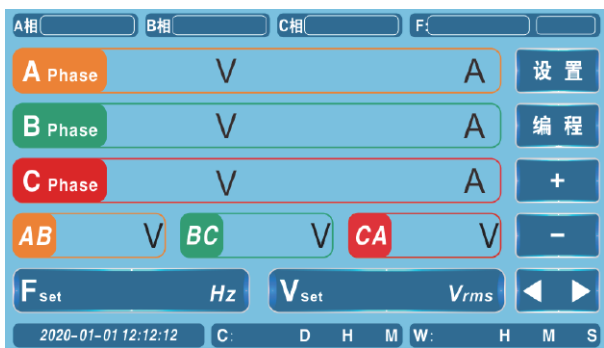 A相 B相 C相 F:
A Phase V A 设置
B Phase V A 编程
C Phase V A +
AB V BC V CA V −
FSet Hz VSet Vrms
2020-01-01 12:12:12 C: D H M W: H M S